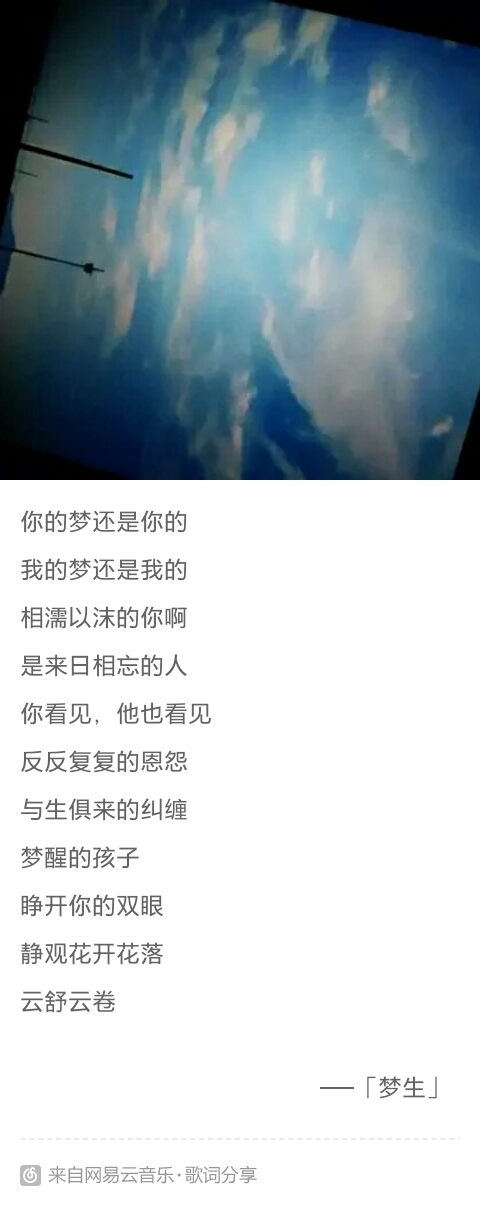 你的梦还是你的
我的梦还是我的
相濡以沫的你啊
是来日相忘的人
你看见，他也看见
反反复复的恩怨
与生俱来的纠缠
梦醒的孩子
睁开你的双眼
静观花开花落
云舒云卷
——「梦生」
来自网易云音乐·歌词分享